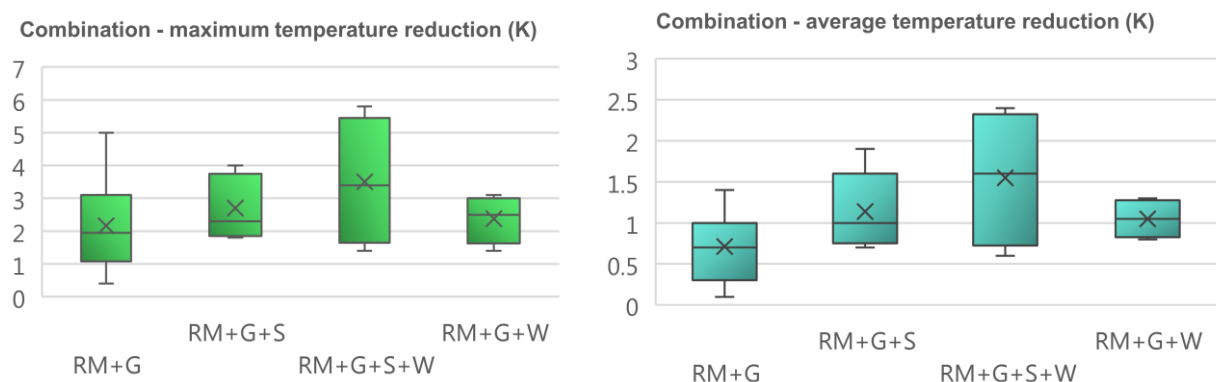 Combination - maximum temperature reduction (K)
7
6
5
4
3
2
1
0
RM+G
RM+G+S
RM+G+S+W
RM+G+W
Combination - average temperature reduction (K)
3
2.5
2
1.5
1
0.5
0
RM+G
RM+G+S
RM+G+S+W
RM+G+W